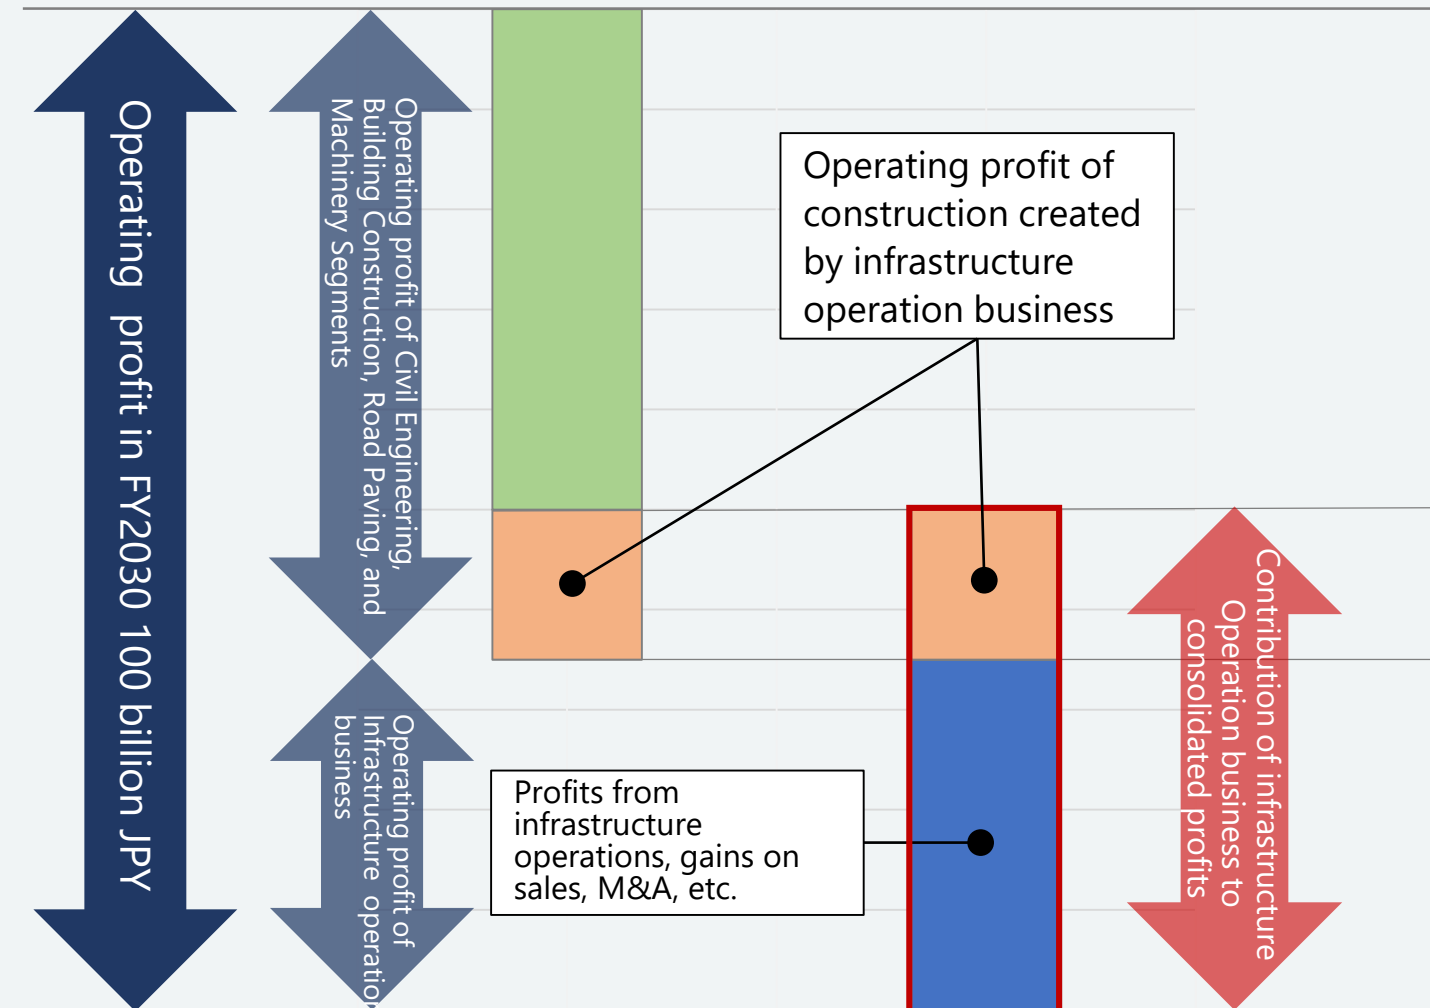 Operating profit in FY2030 100 billion JPY
Operating profit of Civil Engineering,
Building Construction, Road Paving, and
Machinery Segments
Operating profit of
construction created
by infrastructure
operation business
Operating profit of
Infrastructure operation
business
Profits from
infrastructure
operations, gains on
sales, M&A, etc.
Contribution of infrastructure
Operation business to
consolidated profits